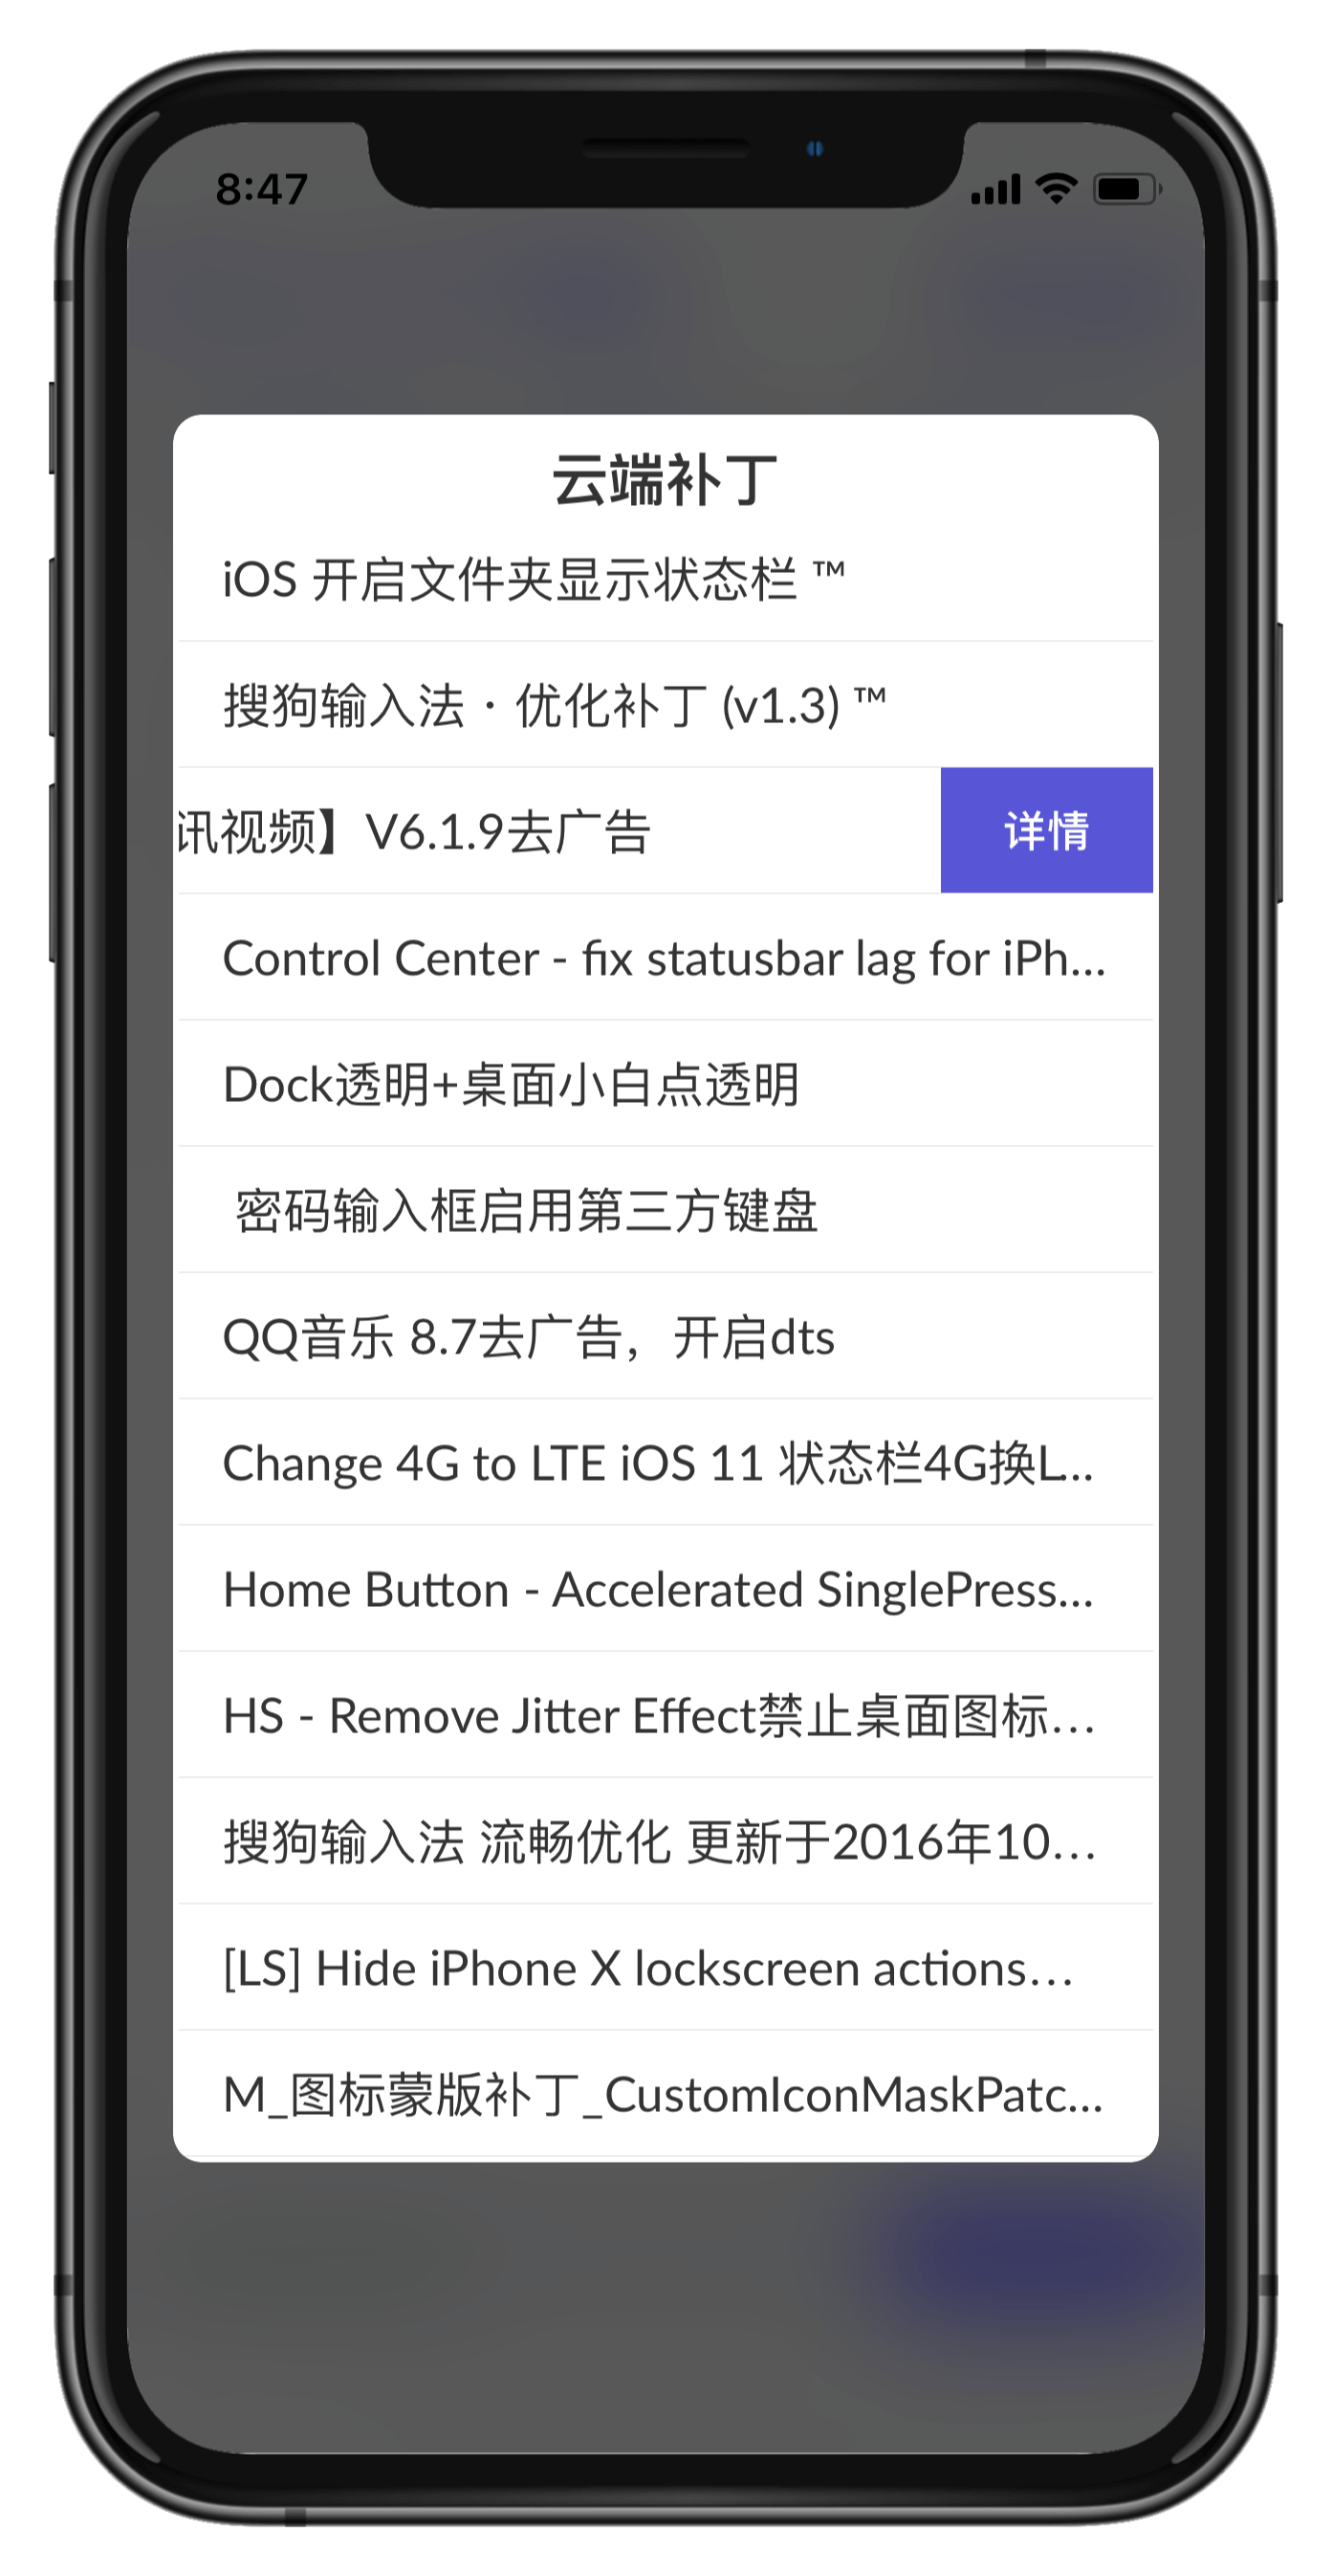 8:47
云端补丁
iOS 开启文件夹显示状态栏 ™
搜狗输入法 · 优化补丁 (v1.3) ™
讯视频】V6.1.9去广告 详情
Control Center - fix statusbar lag for iPh...
Dock透明+桌面小白点透明
密码输入框启用第三方键盘
QQ音乐 8.7去广告，开启dts
Change 4G to LTE iOS 11 状态栏4G换L...
Home Button - Accelerated SinglePress...
HS - Remove Jitter Effect禁止桌面图标...
搜狗输入法 流畅优化 更新于2016年10...
[LS] Hide iPhone X lockscreen actions...
M_图标蒙版补丁_CustomIconMaskPatc...